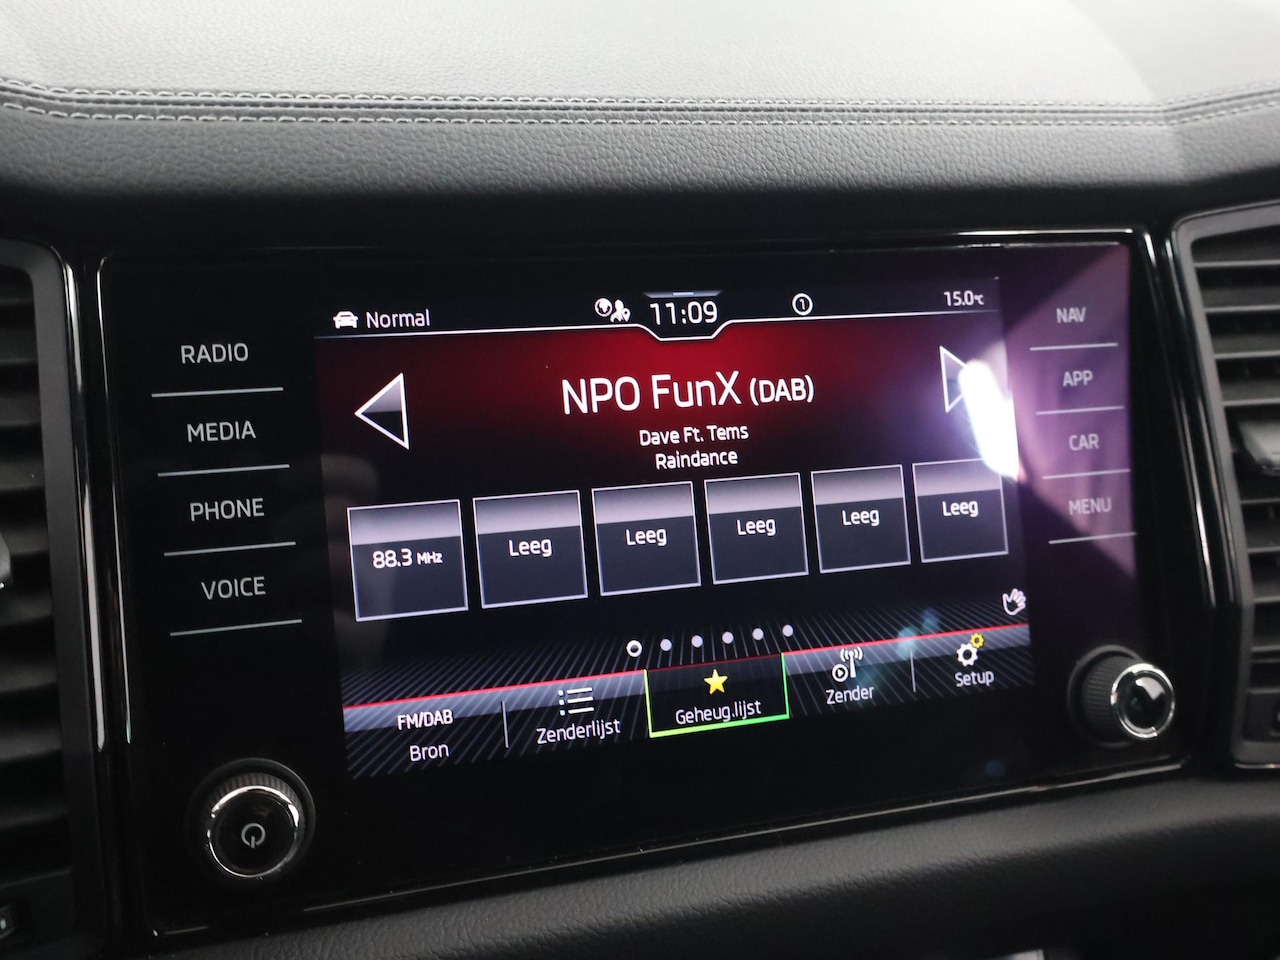 Normal
11:09
1
15.0°C
RADIO
MEDIA
PHONE
VOICE
NAV
APP
CAR
MENU
NPO FunX (DAB)
Dave Ft. Tems
Raindance
88.3 MHz
Leeg
Leeg
Leeg
Leeg
Leeg
FM/DAB
Bron
Zenderlijst
Geheug.lijst
Zender
Setup